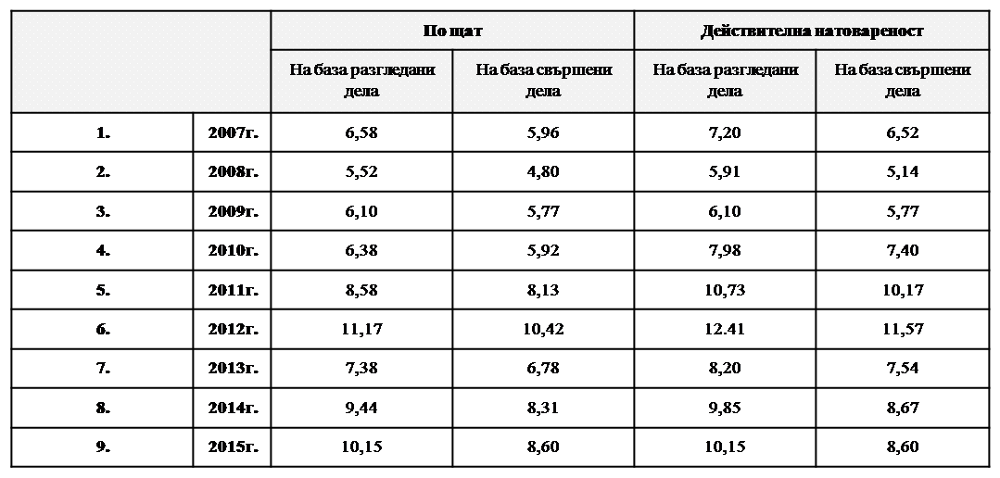 По щат Действителна натовареност
На база разгледани дела На база свършени дела На база разгледани дела На база свършени дела
1. 2007г. 6,58 5,96 7,20 6,52
2. 2008г. 5,52 4,80 5,91 5,14
3. 2009г. 6,10 5,77 6,10 5,77
4. 2010г. 6,38 5,92 7,98 7,40
5. 2011г. 8,58 8,13 10,73 10,17
6. 2012г. 11,17 10,42 12.41 11,57
7. 2013г. 7,38 6,78 8,20 7,54
8. 2014г. 9,44 8,31 9,85 8,67
9. 2015г. 10,15 8,60 10,15 8,60